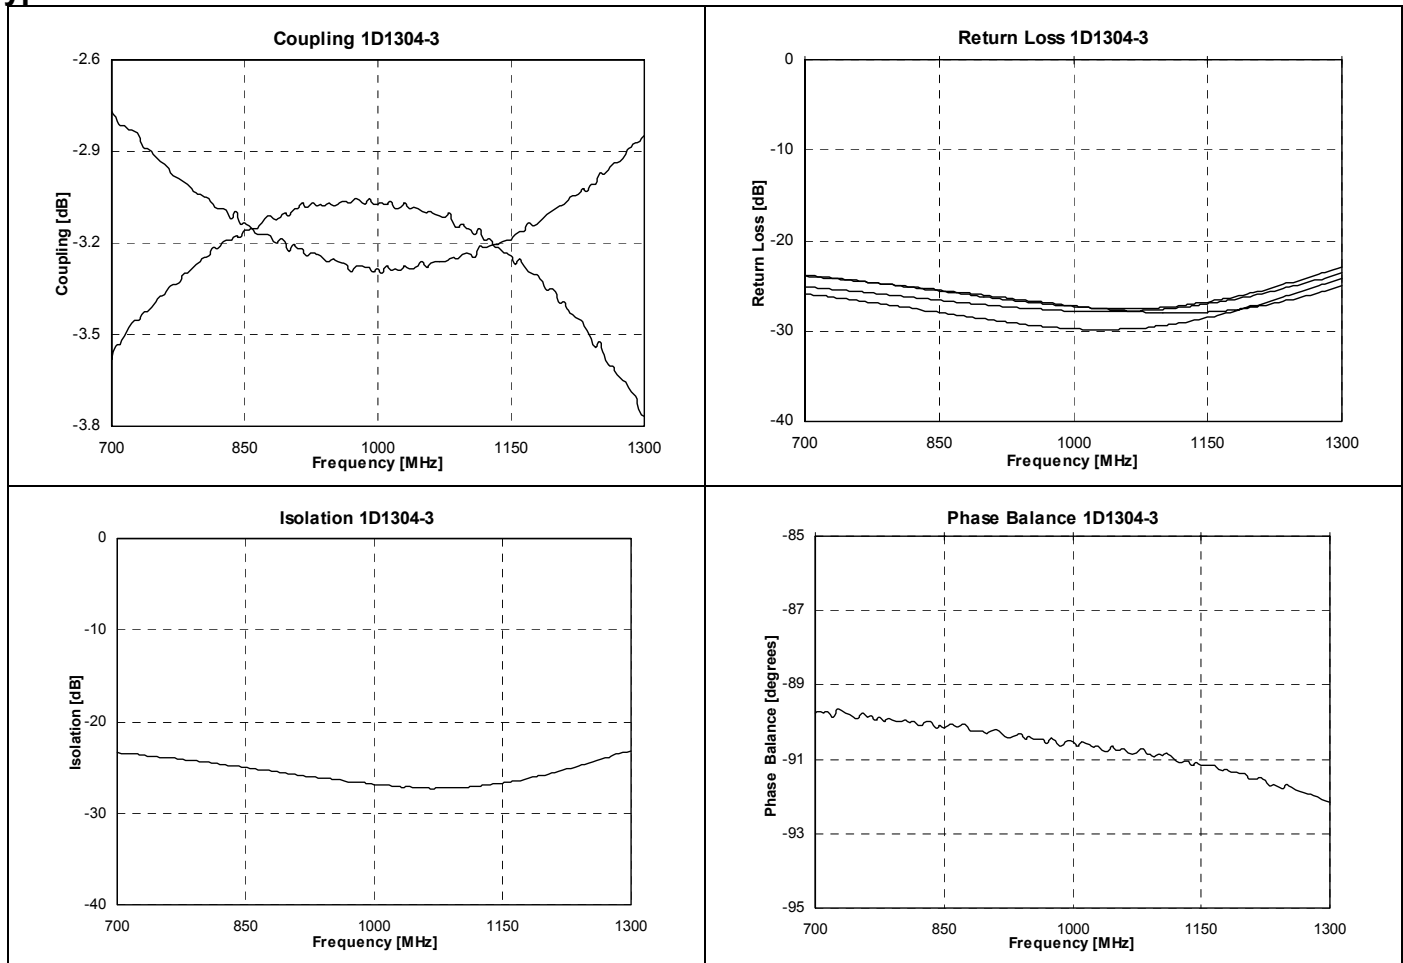 Coupling 1D1304-3
-2.6
-2.9
-3.2
-3.5
-3.8
Coupling [dB]
700 850 1000 1150 1300
Frequency [MHz]
Return Loss 1D1304-3
0
-10
-20
-30
-40
Return Loss [dB]
700 850 1000 1150 1300
Frequency [MHz]
Isolation 1D1304-3
0
-10
-20
-30
-40
Isolation [dB]
700 850 1000 1150 1300
Frequency [MHz]
Phase Balance 1D1304-3
-85
-87
-89
-91
-93
-95
Phase Balance [degrees]
700 850 1000 1150 1300
Frequency [MHz]